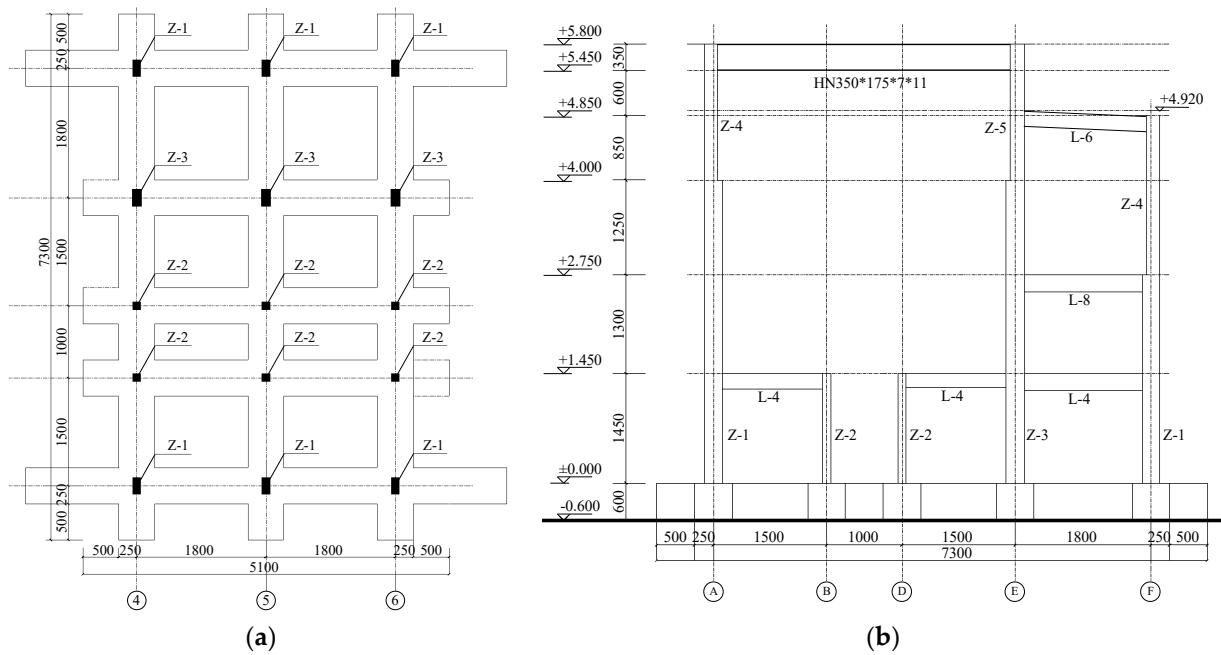 Z-1 Z-1 Z-1
Z-3 Z-3 Z-3
Z-2 Z-2 Z-2
Z-2 Z-2 Z-2
Z-1 Z-1 Z-1
500
250
1800
1500
1000
1500
250
500
7300
500 250 1800 1800 250 500
5100
4 5 6
(a)
+5.800
+5.450
+4.850
+4.000
+2.750
+1.450
±0.000
-0.600
350
600
850
1250
1300
1450
600
HN350*175*7*11
+4.920
Z-4 Z-5 L-6
Z-4
L-8
L-4 L-4 L-4
Z-1 Z-2 Z-2 Z-3 Z-1
500 250 1500 1000 1500 1800 250 500
7300
A B D E F
(b)